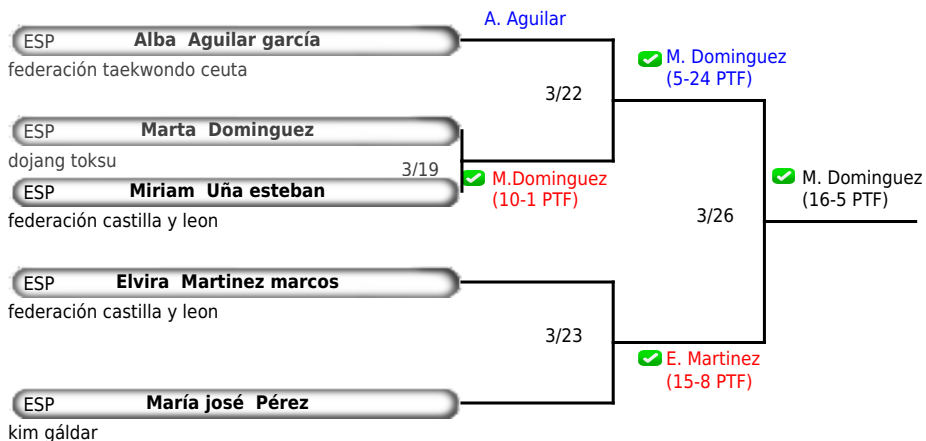 A. Aguilar
ESP Alba Aguilar garcía
federación taekwondo ceuta
M. Dominguez
(5-24 PTF)
3/22
ESP Marta Dominguez
dojang toksu
3/19
M.Dominguez
(10-1 PTF)
ESP Miriam Uña esteban
federación castilla y leon
M. Dominguez
(16-5 PTF)
3/26
ESP Elvira Martinez marcos
federación castilla y leon
3/23
E. Martinez
(15-8 PTF)
ESP María josé Pérez
kim gáldar